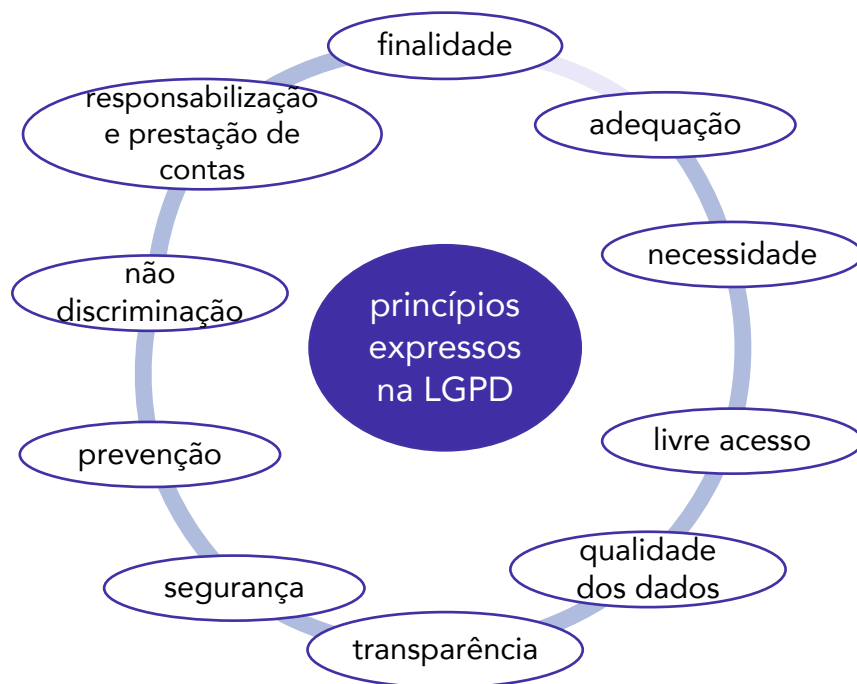 finalidade
adequação
necessidade
livre acesso
qualidade
dos dados
transparência
segurança
prevenção
não
discriminação
responsabilização
e prestação de
contas
princípios
expressos
na LGPD